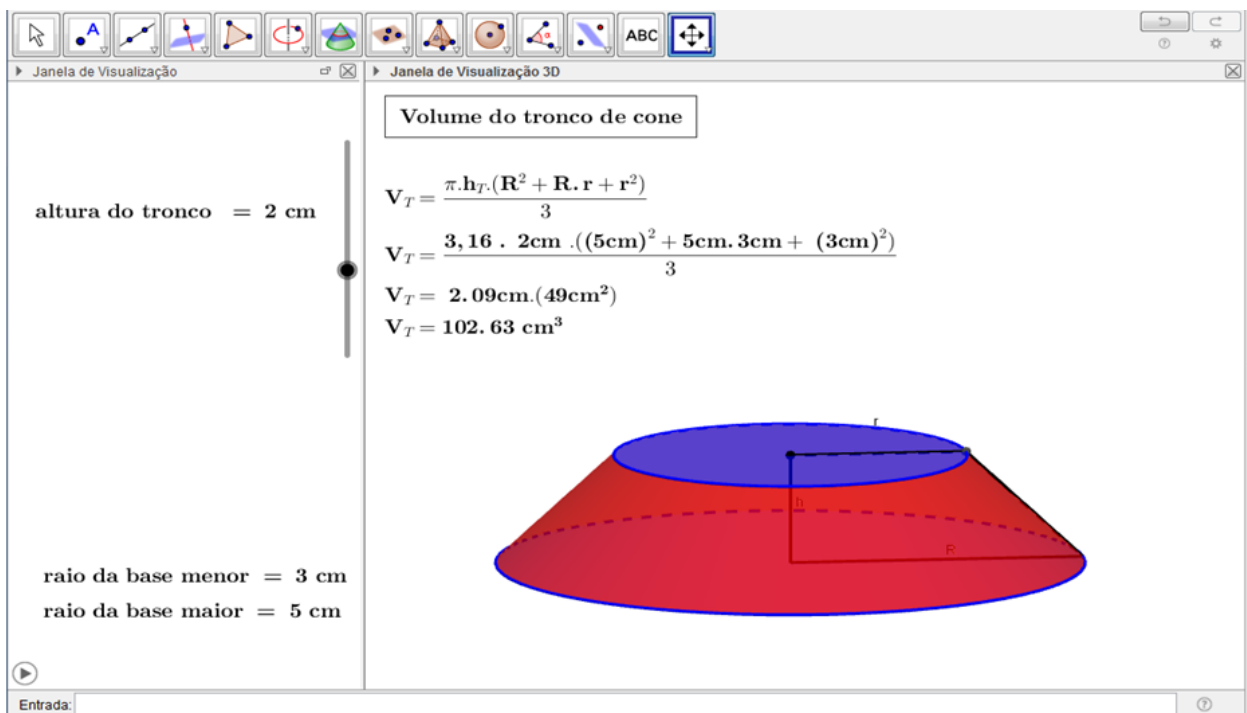 A
α
ABC
Janela de Visualização
Janela de Visualização 3D
altura do tronco = 2 cm
raio da base menor = 3 cm
raio da base maior = 5 cm
Volume do tronco de cone
V_T = π.h_T.(R² + R. r + r²) / 3
V_T = 3, 16 . 2cm .((5cm)² + 5cm. 3cm + (3cm)²) / 3
V_T = 2. 09cm.(49cm²)
V_T = 102. 63 cm³
r
h
R
Entrada: